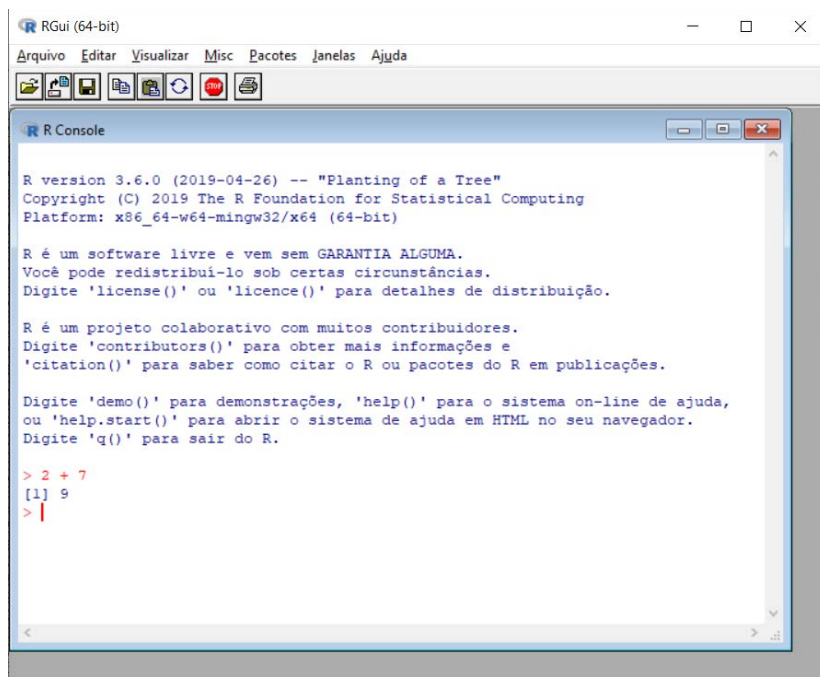 RGui (64-bit)
Arquivo Editar Visualizar Misc Pacotes Janelas Ajuda
STOP
R Console
R version 3.6.0 (2019-04-26) -- "Planting of a Tree"
Copyright (C) 2019 The R Foundation for Statistical Computing
Platform: x86_64-w64-mingw32/x64 (64-bit)
R é um software livre e vem sem GARANTIA ALGUMA.
Você pode redistribuí-lo sob certas circunstâncias.
Digite 'license()' ou 'licence()' para detalhes de distribuição.
R é um projeto colaborativo com muitos contribuidores.
Digite 'contributors()' para obter mais informações e
'citation()' para saber como citar o R ou pacotes do R em publicações.
Digite 'demo()' para demonstrações, 'help()' para o sistema on-line de ajuda,
ou 'help.start()' para abrir o sistema de ajuda em HTML no seu navegador.
Digite 'q()' para sair do R.
> 2 + 7
[1] 9
>